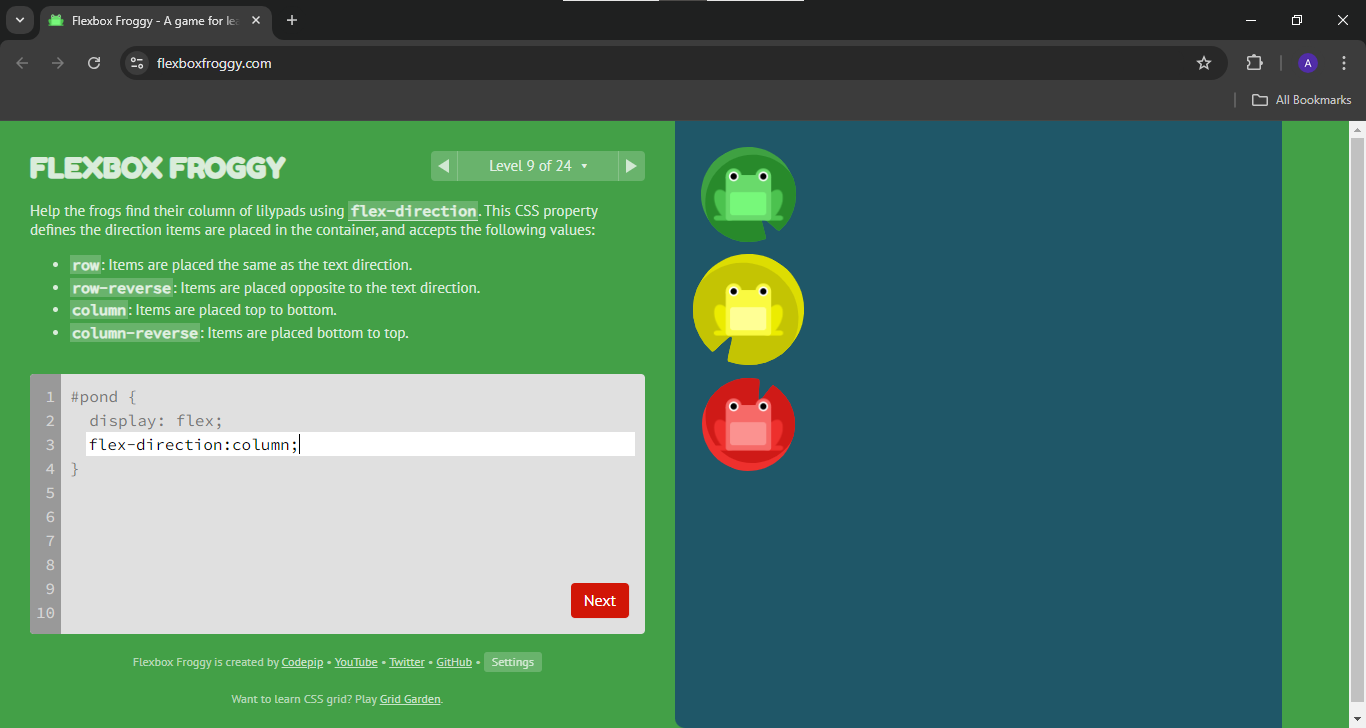 Flexbox Froggy - A game for le
flexboxfroggy.com
A
All Bookmarks
FLEXBOX FROGGY
Level 9 of 24
Help the frogs find their column of lilypads using flex-direction. This CSS property
defines the direction items are placed in the container, and accepts the following values:
• row: Items are placed the same as the text direction.
• row-reverse: Items are placed opposite to the text direction.
• column: Items are placed top to bottom.
• column-reverse: Items are placed bottom to top.
1 #pond {
2 display: flex;
3 flex-direction:column;
4 }
5
6
7
8
9
10
Next
Flexbox Froggy is created by Codepip • YouTube • Twitter • GitHub • Settings
Want to learn CSS grid? Play Grid Garden.